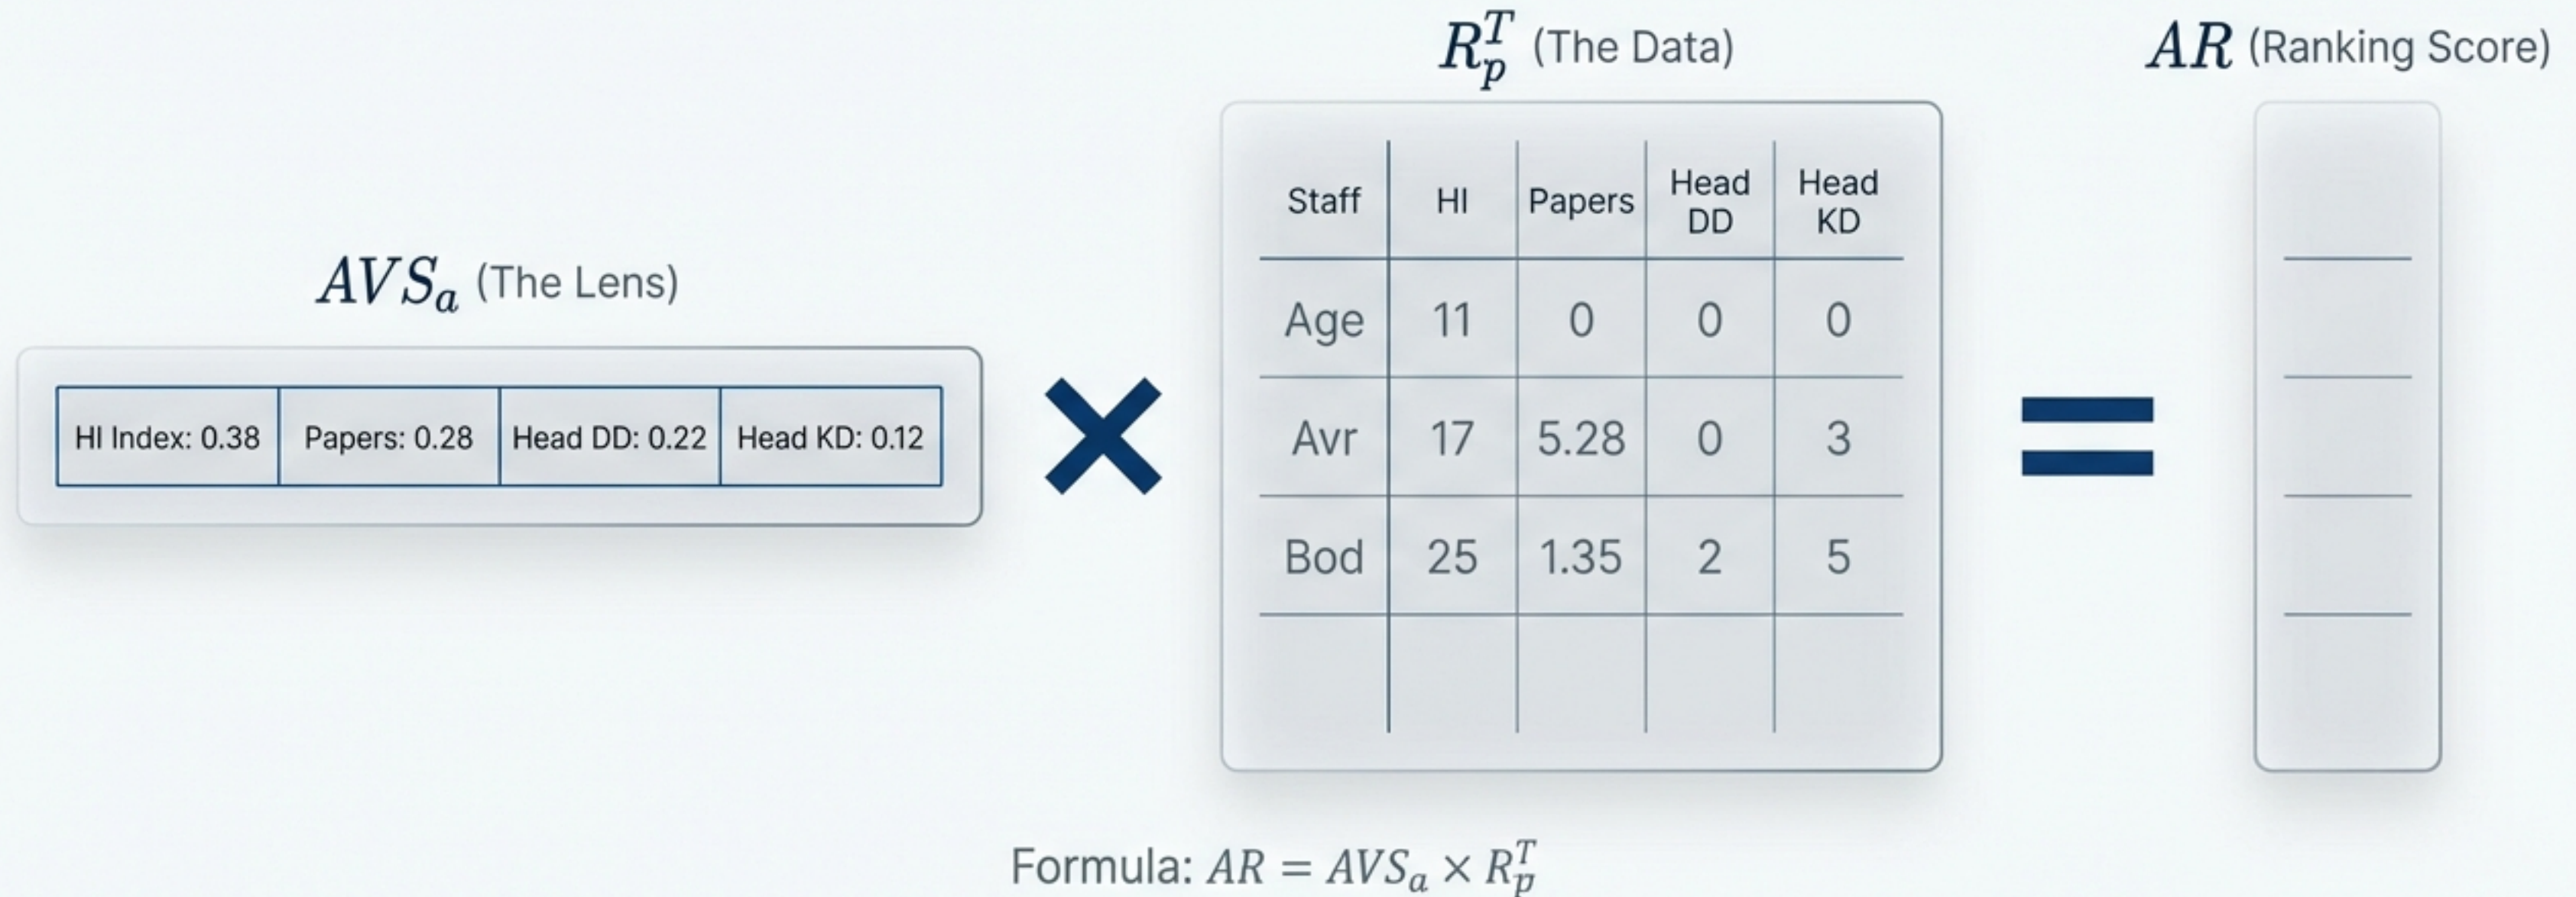 AVSₐ (The Lens)
HI Index: 0.38 Papers: 0.28 Head DD: 0.22 Head KD: 0.12
×
R_p^T (The Data)
Staff HI Papers Head DD Head KD
Age 11 0 0 0
Avr 17 5.28 0 3
Bod 25 1.35 2 5
=
AR (Ranking Score)
Formula: AR = AVSₐ × R_p^T